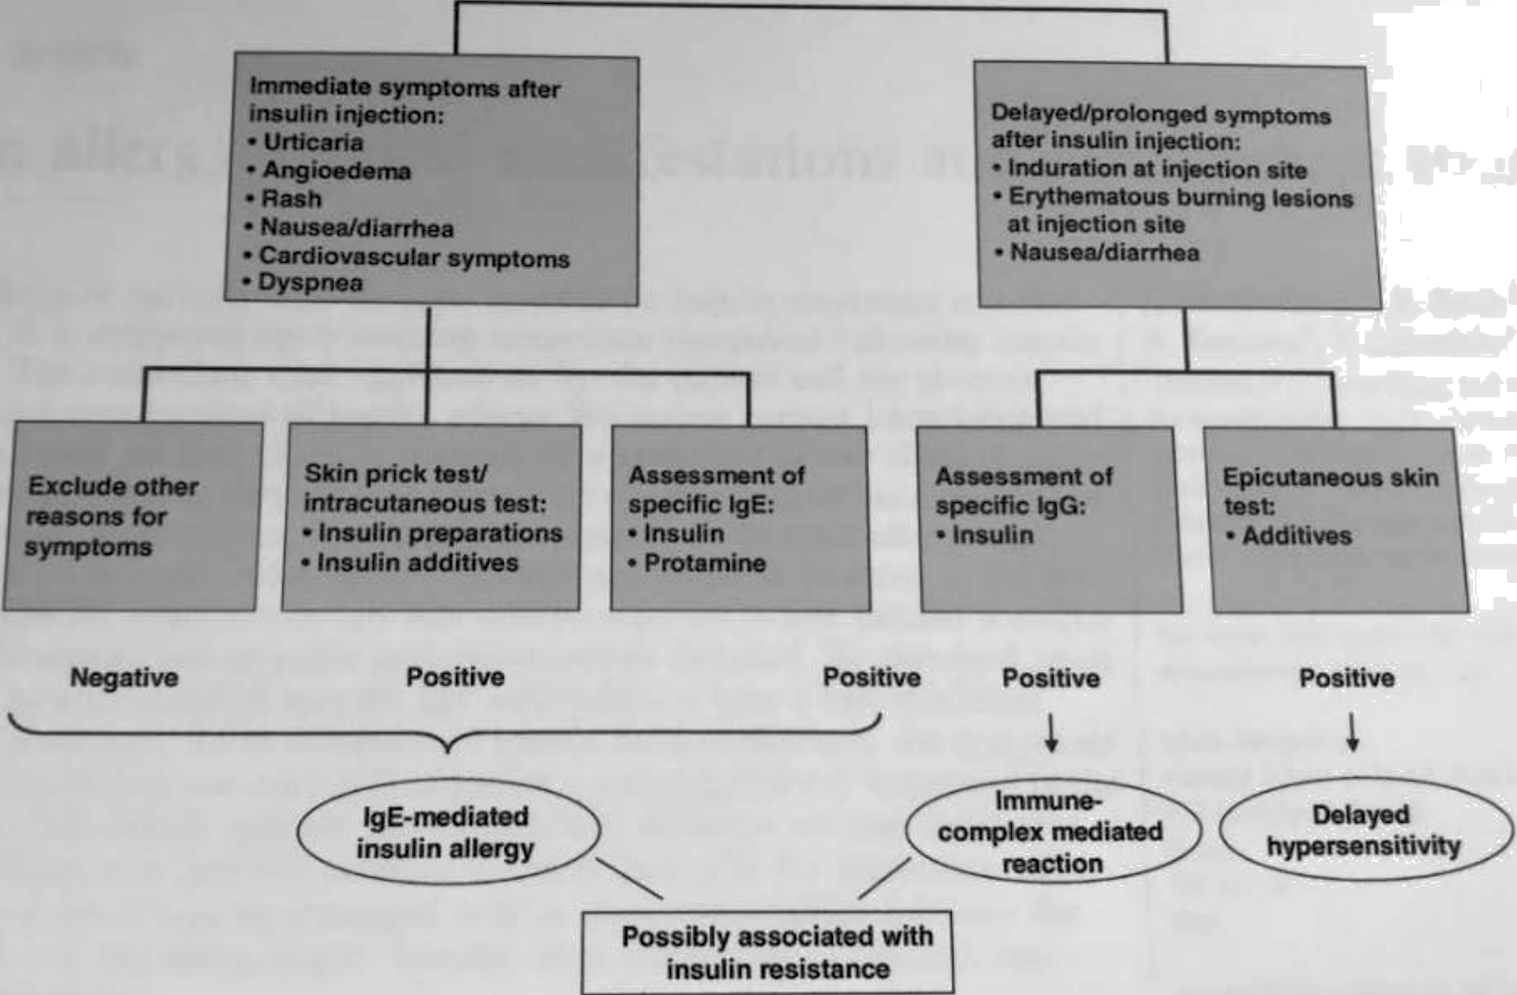 Immediate symptoms after
insulin injection:
• Urticaria
• Angioedema
• Rash
• Nausea/diarrhea
• Cardiovascular symptoms
• Dyspnea
Delayed/prolonged symptoms
after insulin injection:
• Induration at injection site
• Erythematous burning lesions
at injection site
• Nausea/diarrhea
Exclude other
reasons for
symptoms
Skin prick test/
intracutaneous test:
• Insulin preparations
• Insulin additives
Assessment of
specific IgE:
• Insulin
• Protamine
Assessment of
specific IgG:
• Insulin
Epicutaneous skin
test:
• Additives
Negative
Positive
Positive
Positive
Positive
IgE-mediated
insulin allergy
Immune-
complex mediated
reaction
Delayed
hypersensitivity
Possibly associated with
insulin resistance